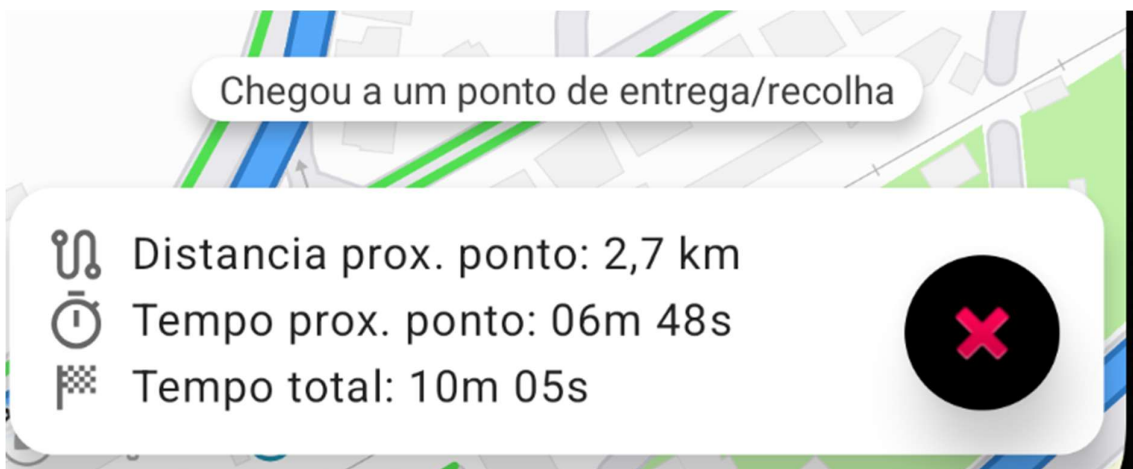 Chegou a um ponto de entrega/recolha
Distancia prox. ponto: 2,7 km
Tempo prox. ponto: 06m 48s
Tempo total: 10m 05s